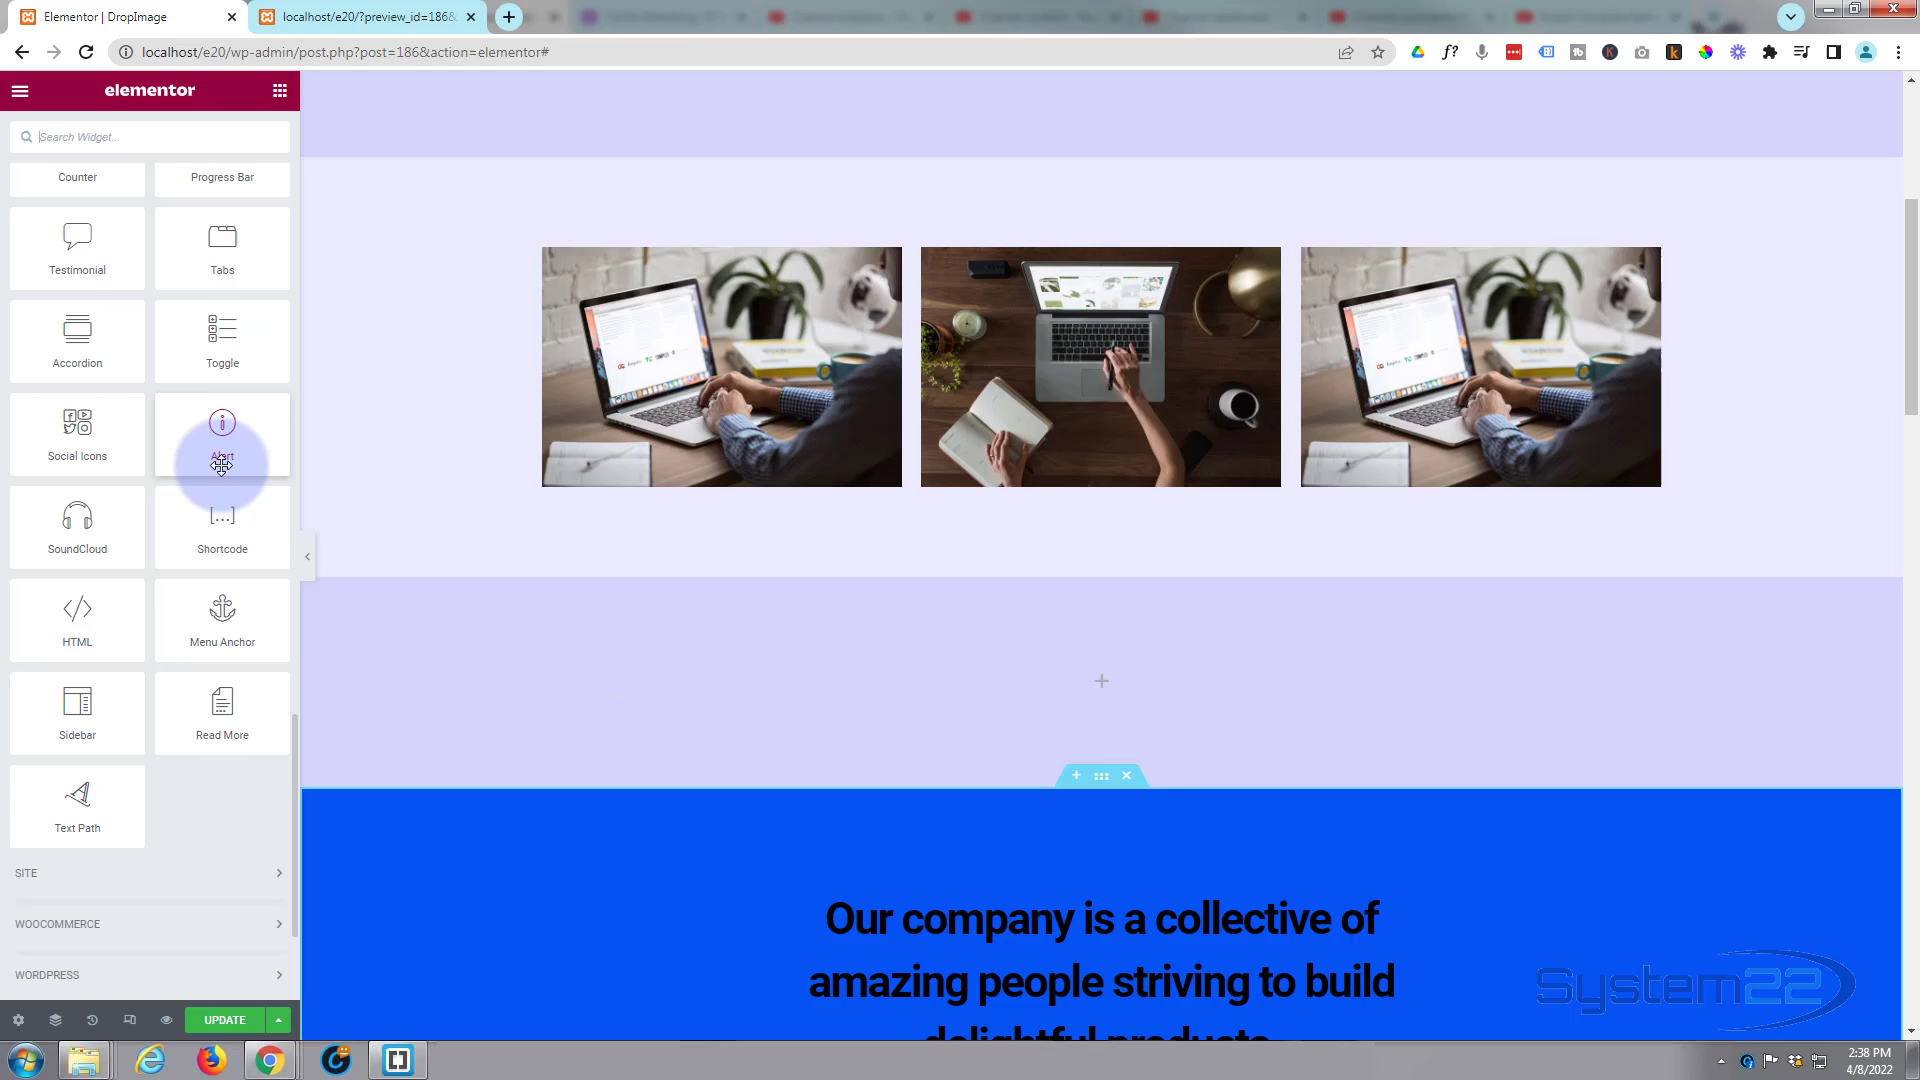 Elementor | DropImage
localhost/e20/?preview_id=186&
localhost/e20/wp-admin/post.php?post=186&action=elementor#
elementor
Search Widget...
Counter
Progress Bar
Testimonial
Tabs
Accordion
Toggle
Social Icons
Alert
SoundCloud
[...]
Shortcode
HTML
Menu Anchor
Sidebar
Read More
Text Path
SITE
WOOCOMMERCE
WORDPRESS
UPDATE
Our company is a collective of
amazing people striving to build
delightful products.
System22
2:38 PM
4/8/2022